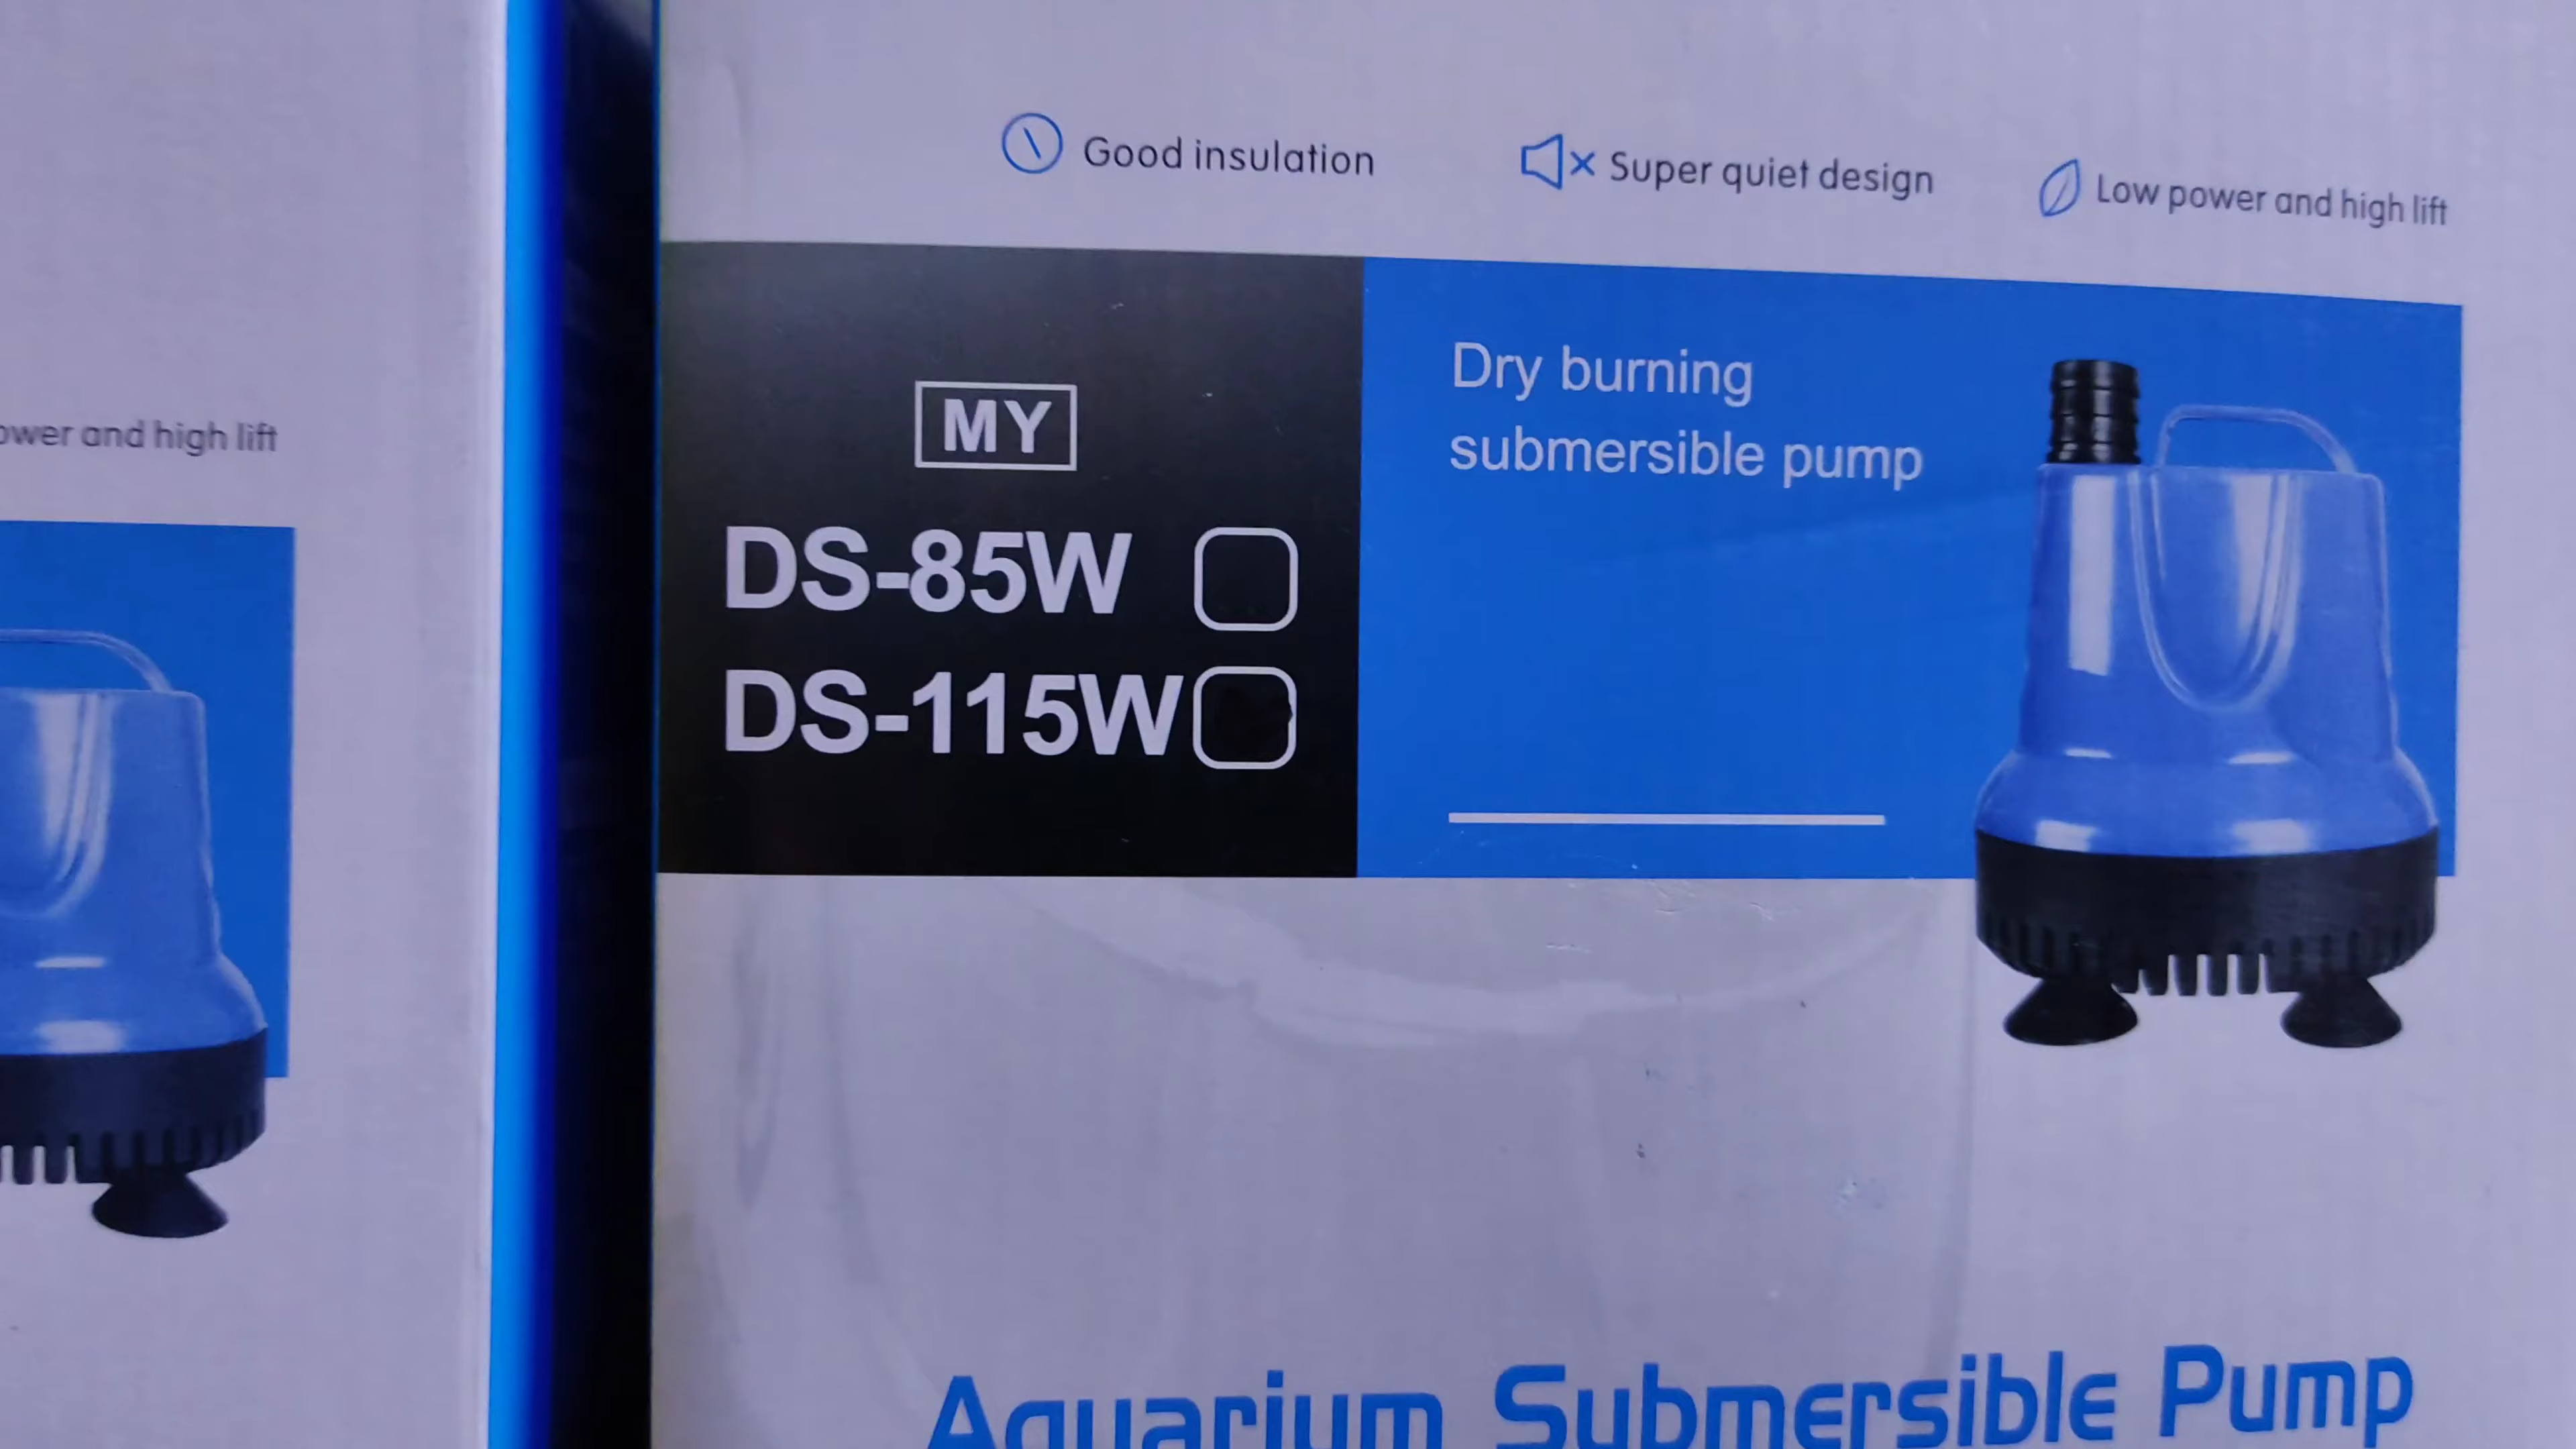 Good insulation
Super quiet design
Low power and high lift
and high lift
MY
DS-85W
DS-115W
Dry burning
submersible pump
Aquarium Submersible Pump